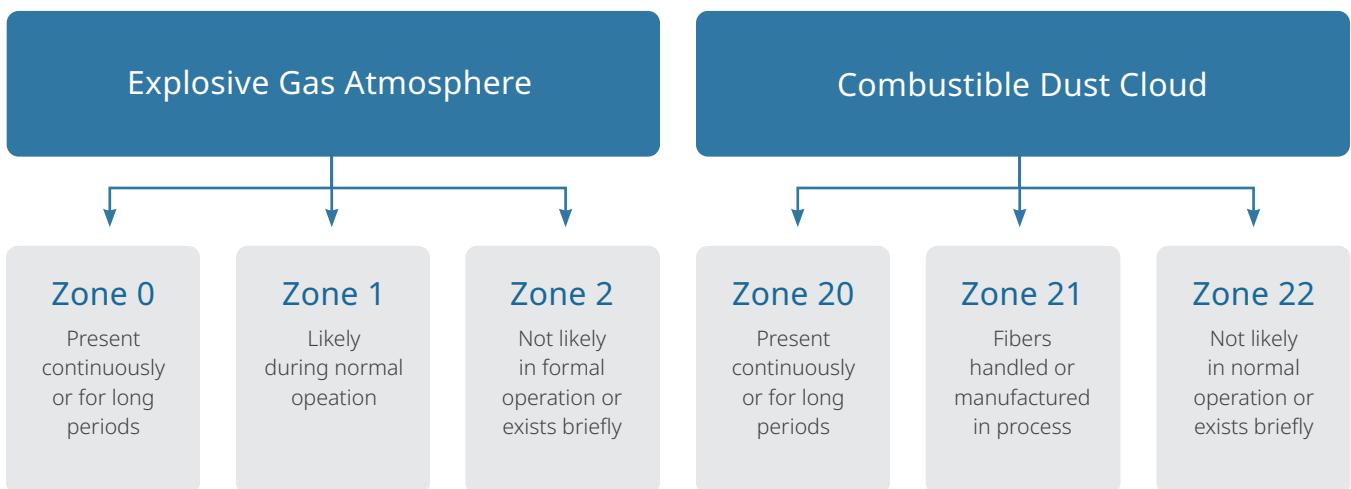 Explosive Gas Atmosphere
Combustible Dust Cloud
Zone 0
Present
continuously
or for long
periods
Zone 1
Likely
during normal
opeation
Zone 2
Not likely
in formal
operation or
exists briefly
Zone 20
Present
continuously
or for long
periods
Zone 21
Fibers
handled or
manufactured
in process
Zone 22
Not likely
in normal
operation or
exists briefly